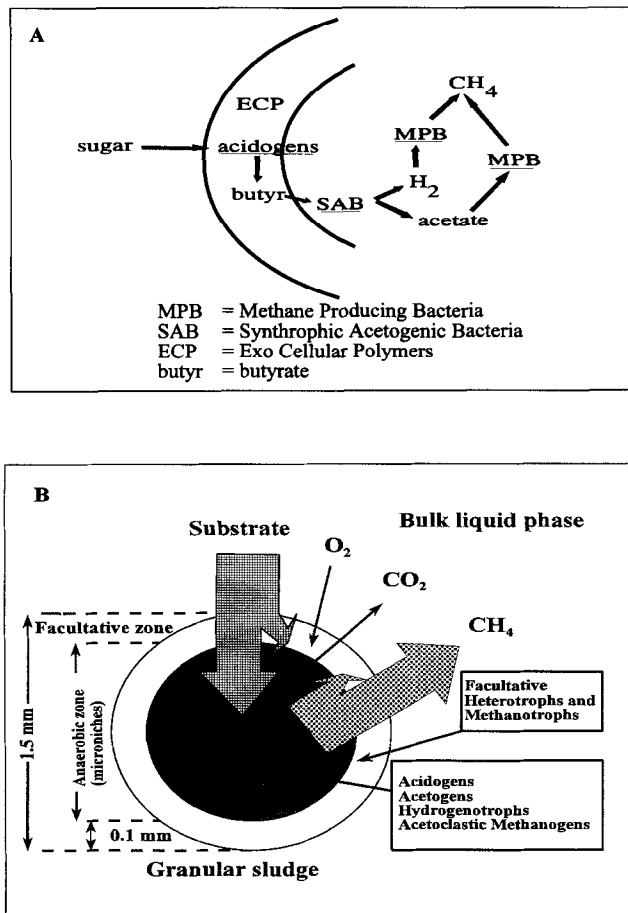 A
ECP
sugar
acidogens
butyr
SAB
H2
acetate
MPB
MPB
CH4
MPB = Methane Producing Bacteria
SAB = Synthrophic Acetogenic Bacteria
ECP = Exo Cellular Polymers
butyr = butyrate
B
Substrate
Bulk liquid phase
O2
CO2
CH4
Facultative zone
1.5 mm
Anaerobic zone
(microniches)
0.1 mm
Facultative
Heterotrophs and
Methanotrophs
Acidogens
Acetogens
Hydrogenotrophs
Acetoclastic Methanogens
Granular sludge